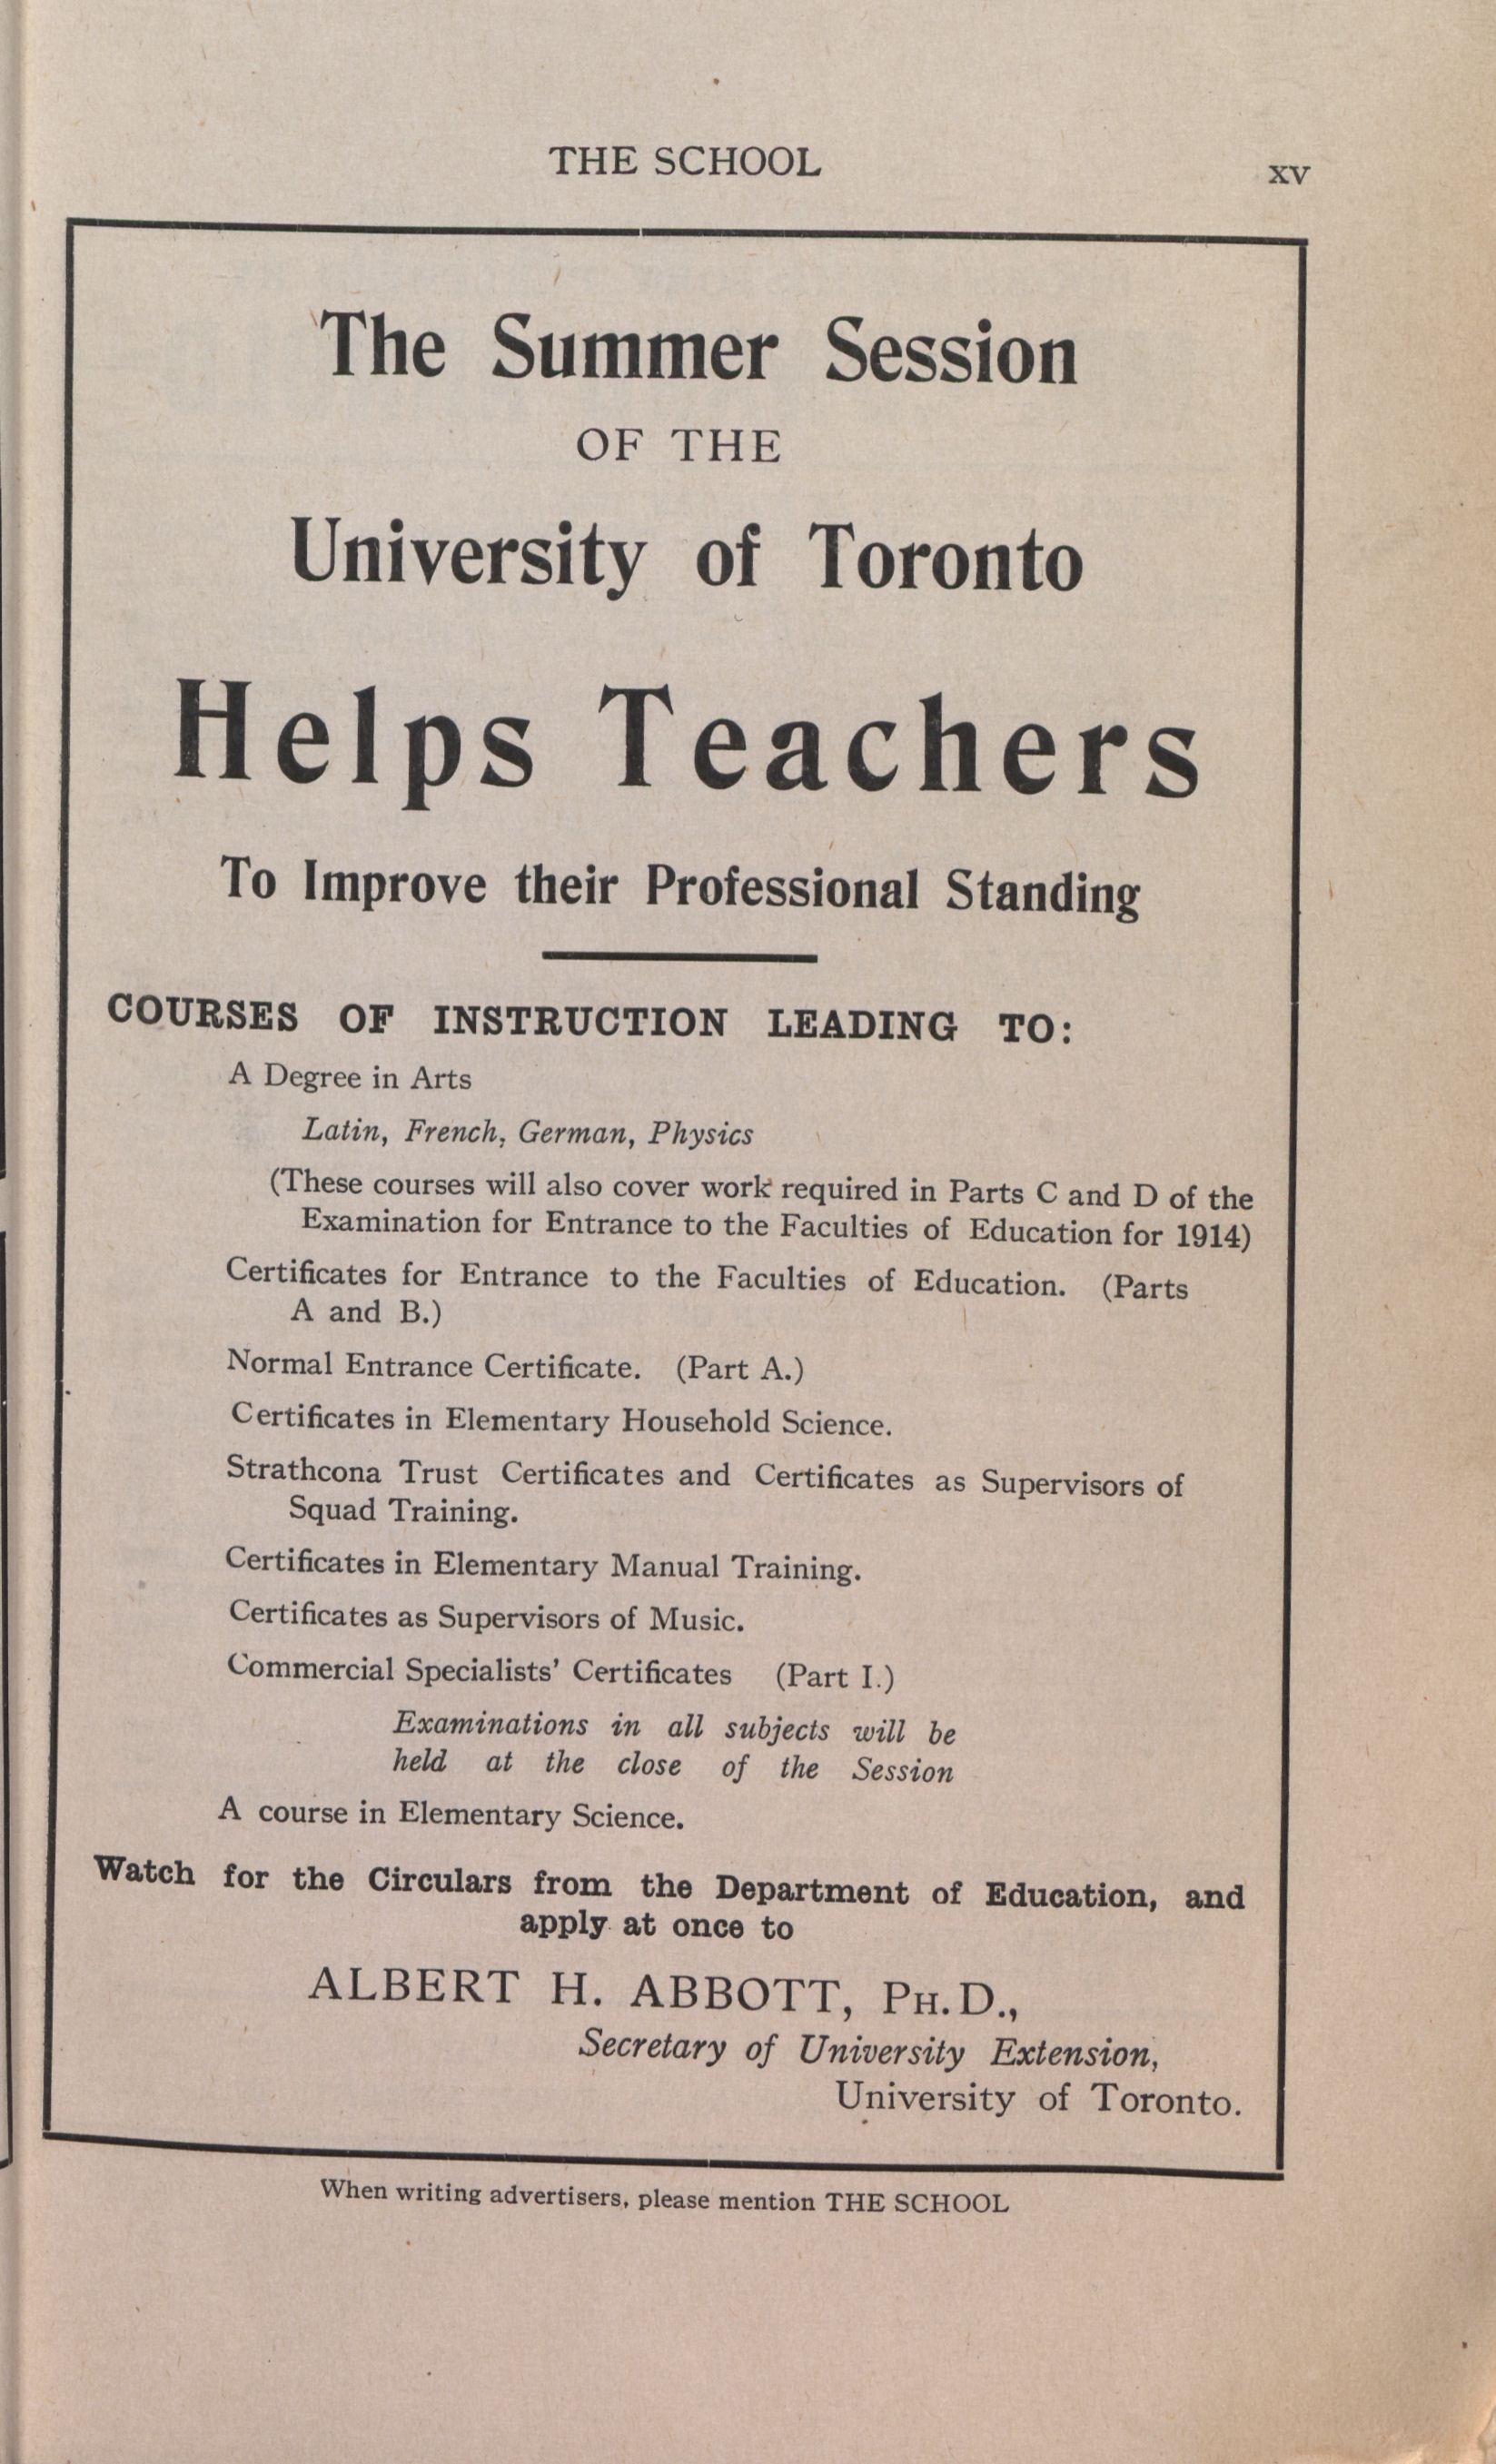 THE SCHOOL
xv
The Summer Session
OF THE
University of Toronto
Helps Teachers
To Improve their Professional Standing
COURSES OF INSTRUCTION LEADING TO:
A Degree in Arts
Latin, French, German, Physics
(These courses will also cover work required in Parts C and D of the
Examination for Entrance to the Faculties of Education for 1914)
Certificates for Entrance to the Faculties of Education. (Parts
A and B.)
Normal Entrance Certificate. (Part A.)
Certificates in Elementary Household Science.
Strathcona Trust Certificates and Certificates as Supervisors of
Squad Training.
Certificates in Elementary Manual Training.
Certificates as Supervisors of Music.
Commercial Specialists' Certificates (Part I.)
Examinations in all subjects will be
held at the close of the Session
A course in Elementary Science.
Watch for the Circulars from the Department of Education, and
apply at once to
ALBERT H. ABBOTT, PH.D.,
Secretary of University Extension,
University of Toronto.
When writing advertisers, please mention THE SCHOOL